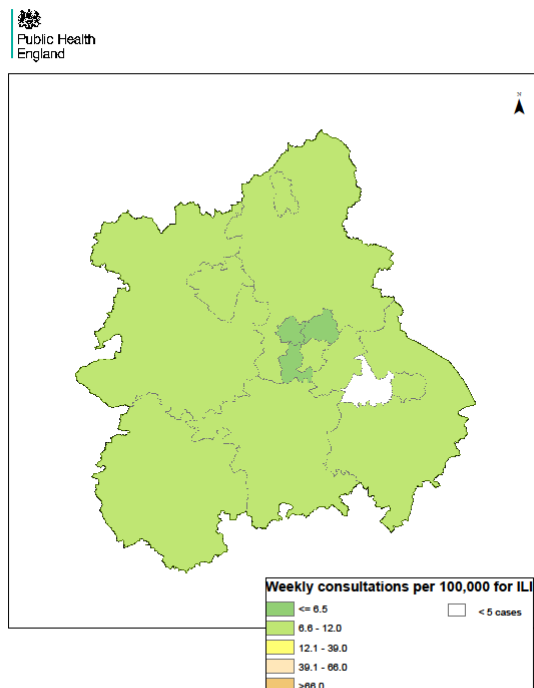 Public Health
England
N
Weekly consultations per 100,000 for ILI
<= 6.5
< 5 cases
6.6 - 12.0
12.1 - 39.0
39.1 - 66.0
>66.0